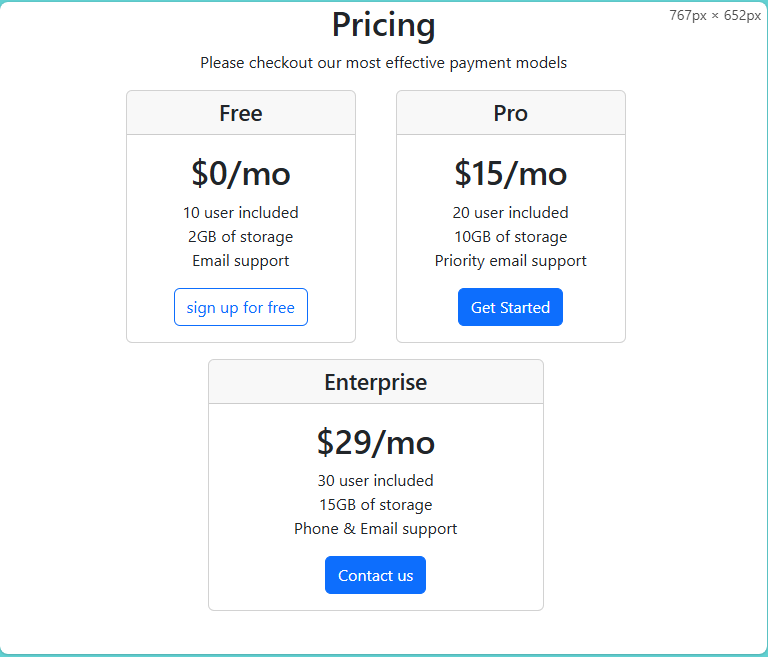 767px × 652px
Pricing
Please checkout our most effective payment models
Free
$0/mo
10 user included
2GB of storage
Email support
sign up for free
Pro
$15/mo
20 user included
10GB of storage
Priority email support
Get Started
Enterprise
$29/mo
30 user included
15GB of storage
Phone & Email support
Contact us